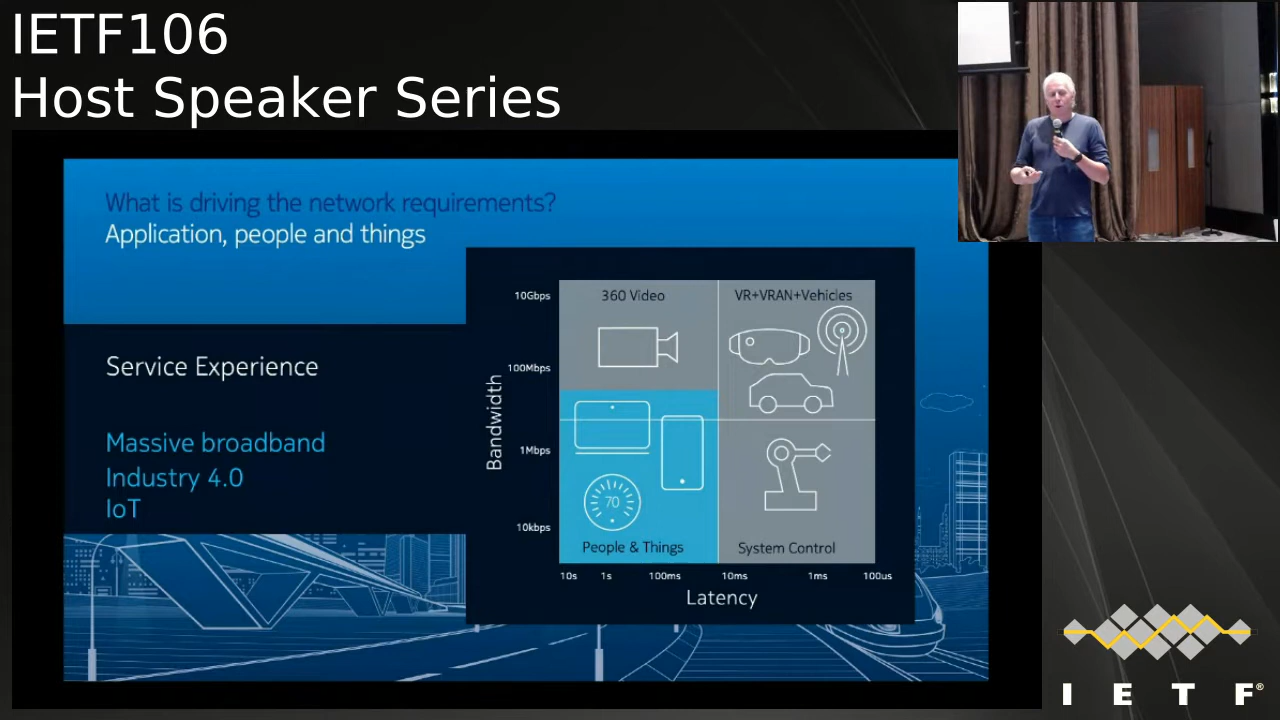 IETF106
Host Speaker Series
What is driving the network requirements?
Application, people and things
Service Experience
Massive broadband
Industry 4.0
IoT
Bandwidth
10Gbps
100Mbps
1Mbps
10kbps
360 Video
VR+VRAN+Vehicles
70
People & Things
System Control
10s
1s
100ms
10ms
1ms
100us
Latency
I E T F®